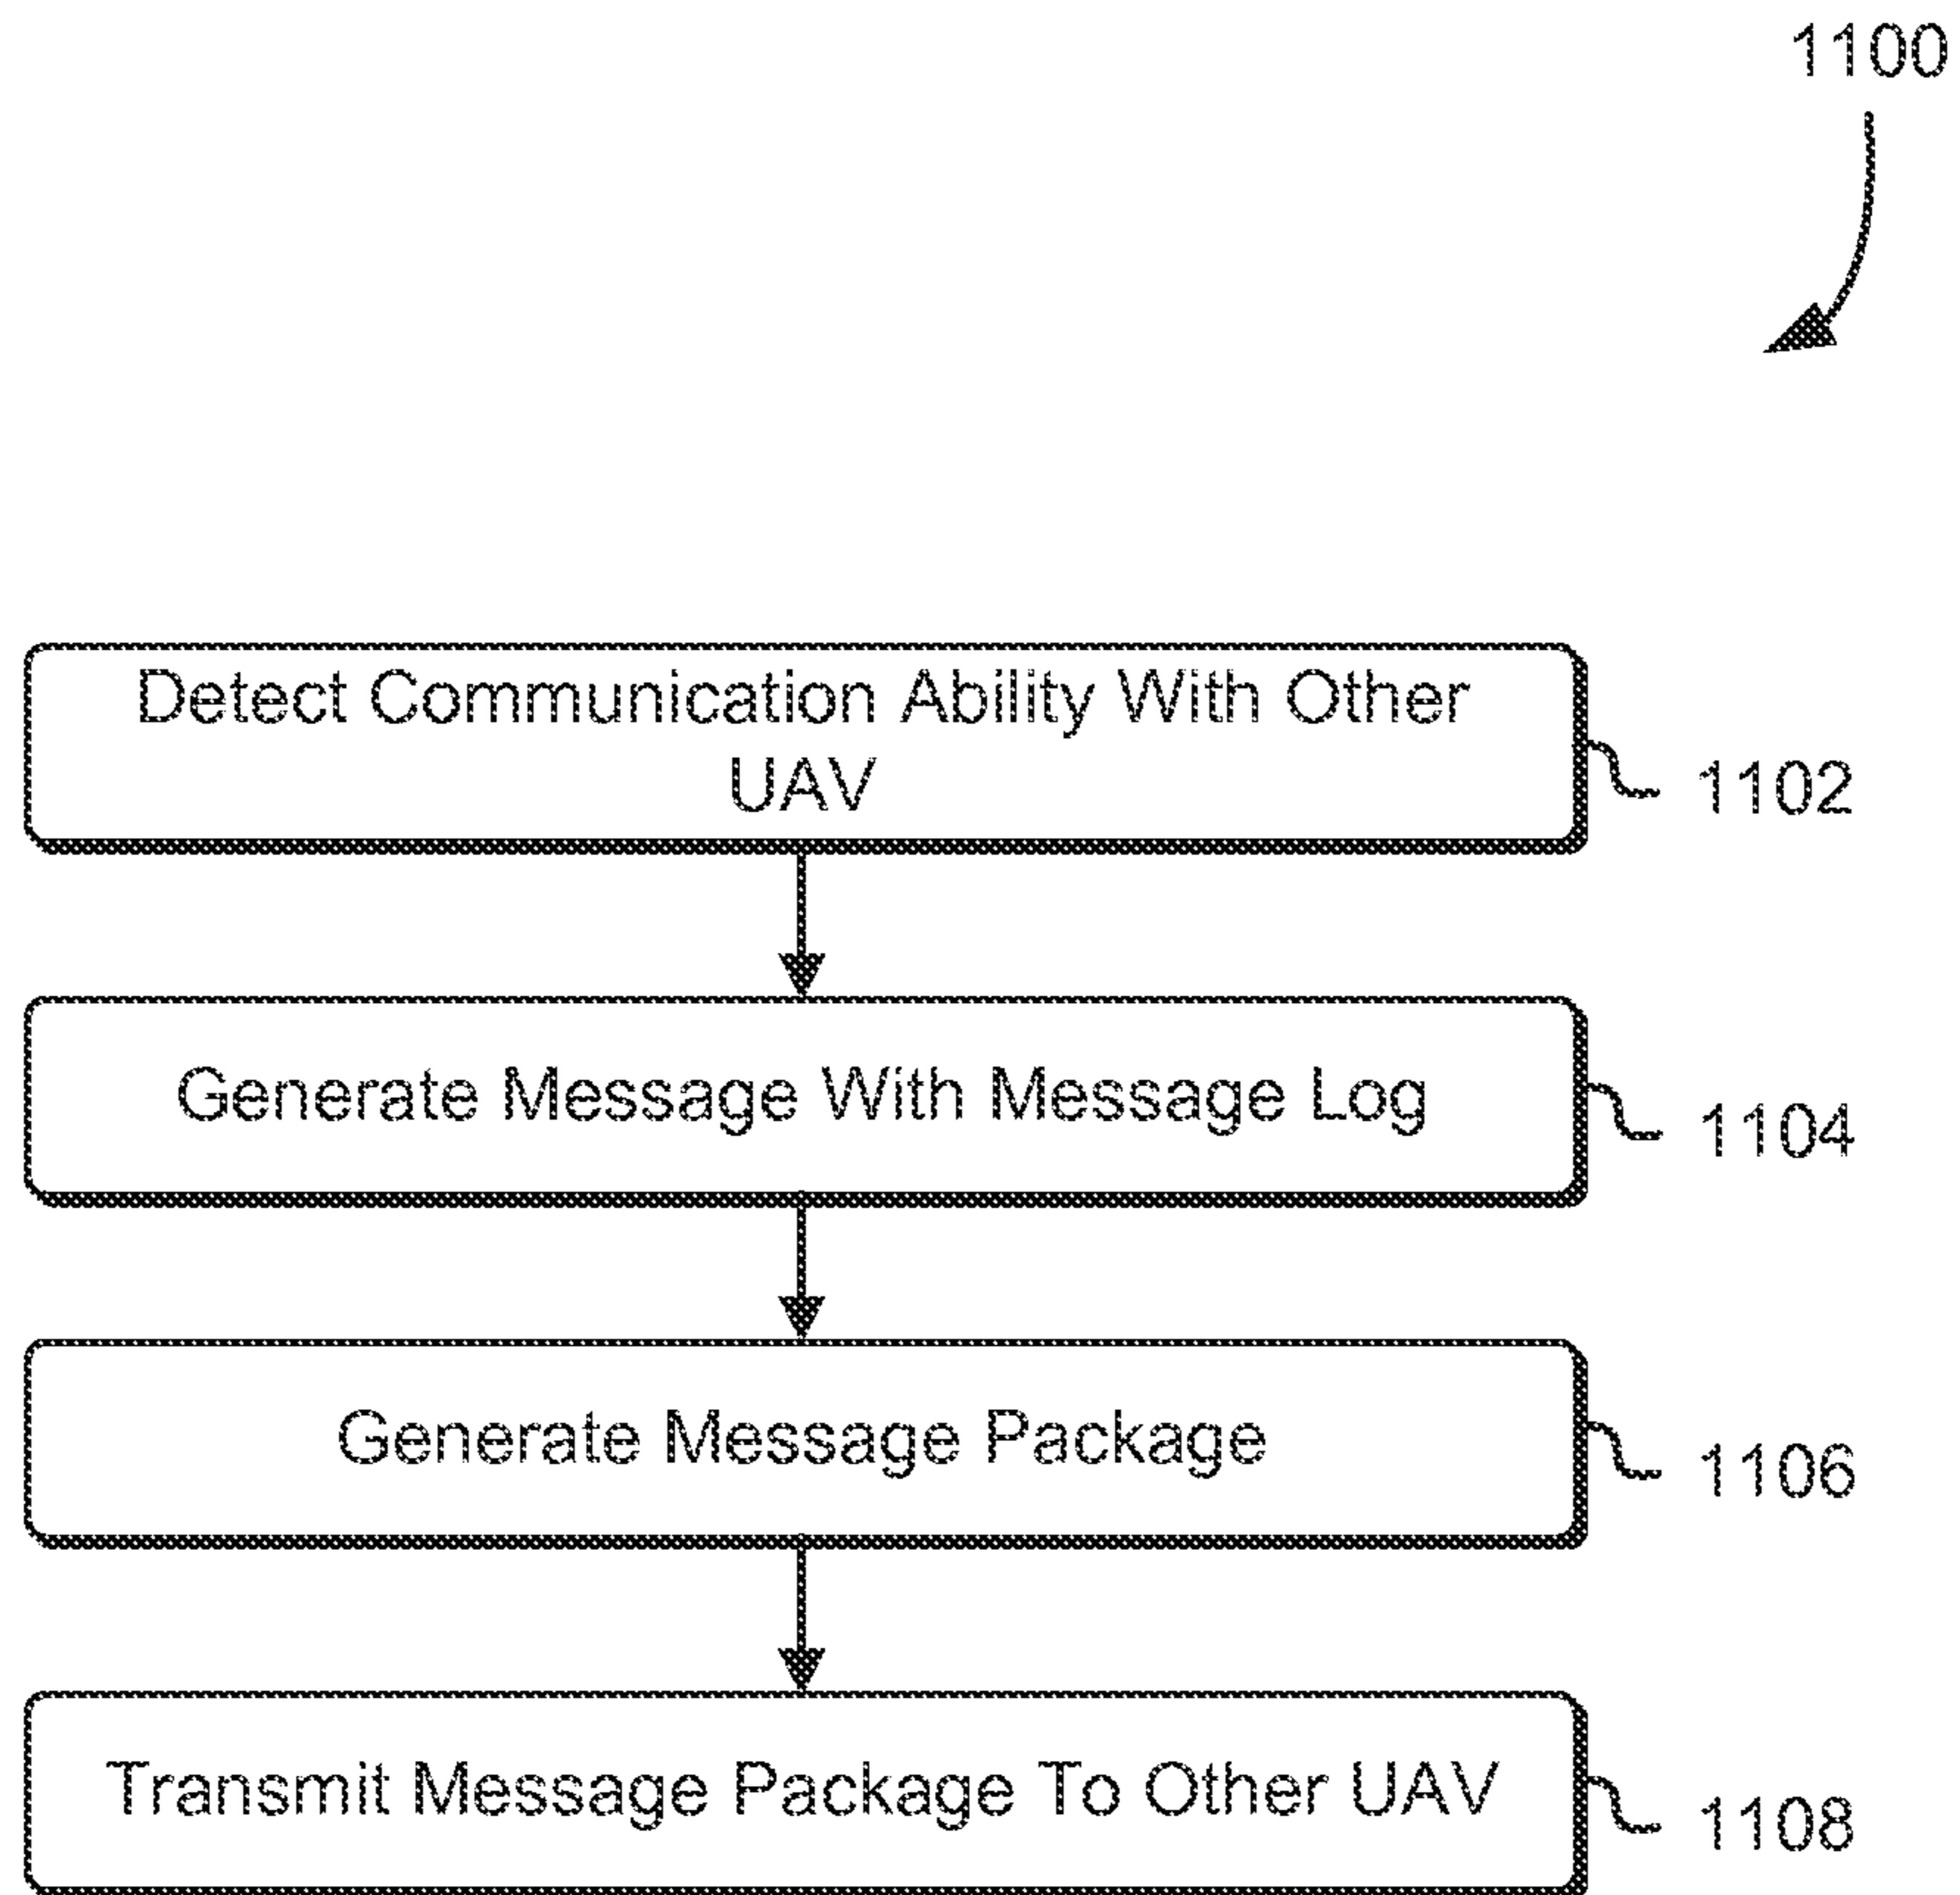 1100
Detect Communication Ability With Other
UAV
1102
Generate Message With Message Log
1104
Generate Message Package
1106
Transmit Message Package To Other UAV
1108